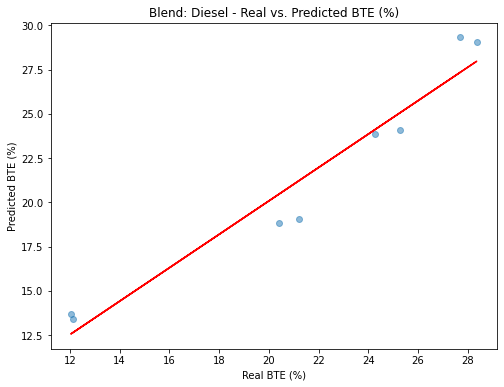 Blend: Diesel - Real vs. Predicted BTE (%)
30.0
27.5
25.0
22.5
20.0
17.5
15.0
12.5
Predicted BTE (%)
12 14 16 18 20 22 24 26 28
Real BTE (%)